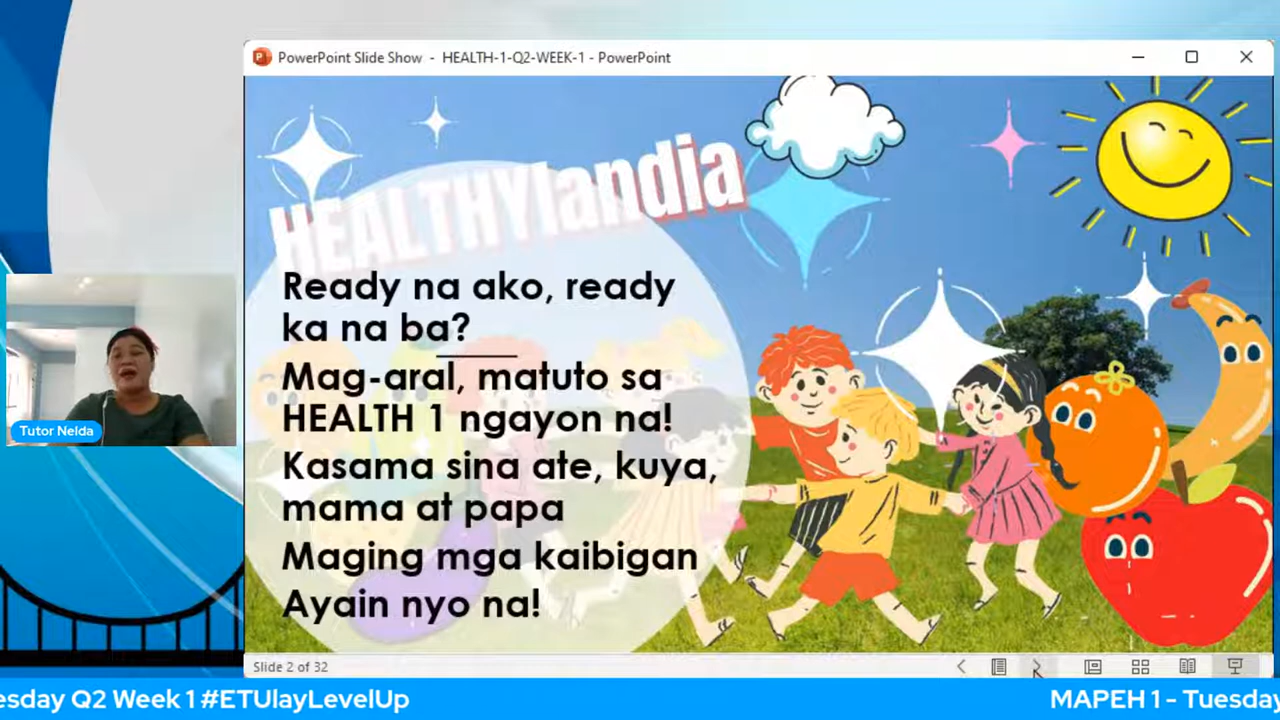 PowerPoint Slide Show - HEALTH-1-Q2-WEEK-1 - PowerPoint
HEALTHYlandia
Ready na ako, ready
ka na ba?
Mag-aral, matuto sa
HEALTH 1 ngayon na!
Kasama sina ate, kuya,
mama at papa
Maging mga kaibigan
Ayain nyo na!
Tutor Nelda
Slide 2 of 32
esday Q2 Week 1 #ETUlayLevelUp
MAPEH 1 - Tuesday